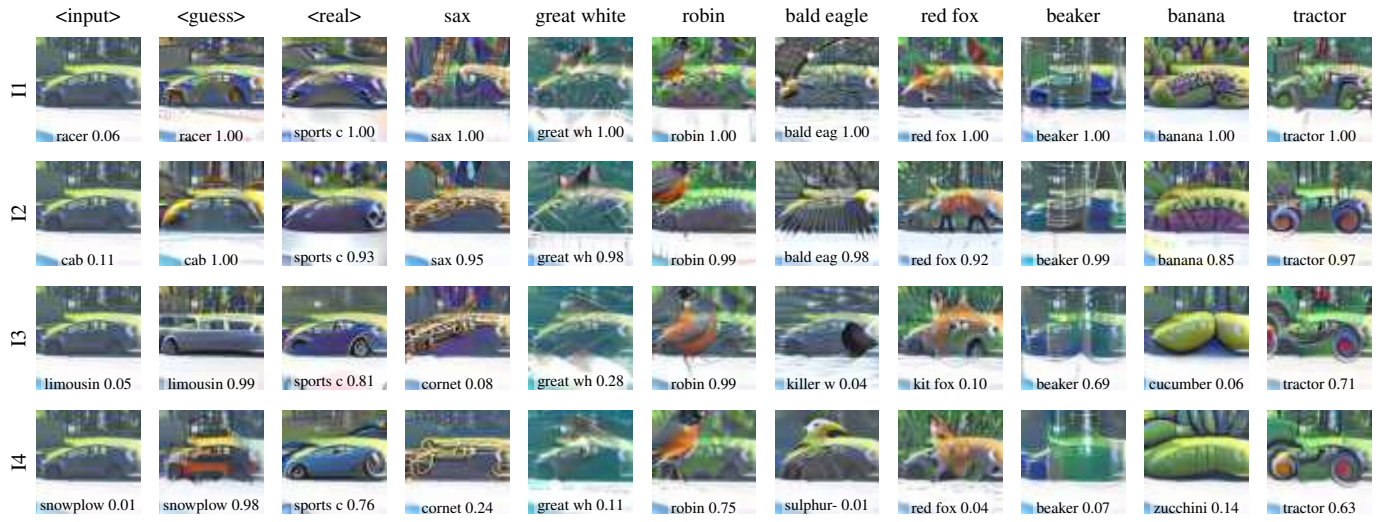 <input> <guess> <real> sax great white robin bald eagle red fox beaker banana tractor
I1
racer 0.06 racer 1.00 sports c 1.00 sax 1.00 great wh 1.00 robin 1.00 bald eag 1.00 red fox 1.00 beaker 1.00 banana 1.00 tractor 1.00
I2
cab 0.11 cab 1.00 sports c 0.93 sax 0.95 great wh 0.98 robin 0.99 bald eag 0.98 red fox 0.92 beaker 0.99 banana 0.85 tractor 0.97
I3
limousin 0.05 limousin 0.99 sports c 0.81 cornet 0.08 great wh 0.28 robin 0.99 killer w 0.04 kit fox 0.10 beaker 0.69 cucumber 0.06 tractor 0.71
I4
snowplow 0.01 snowplow 0.98 sports c 0.76 cornet 0.24 great wh 0.11 robin 0.75 sulphur- 0.01 red fox 0.04 beaker 0.07 zucchini 0.14 tractor 0.63